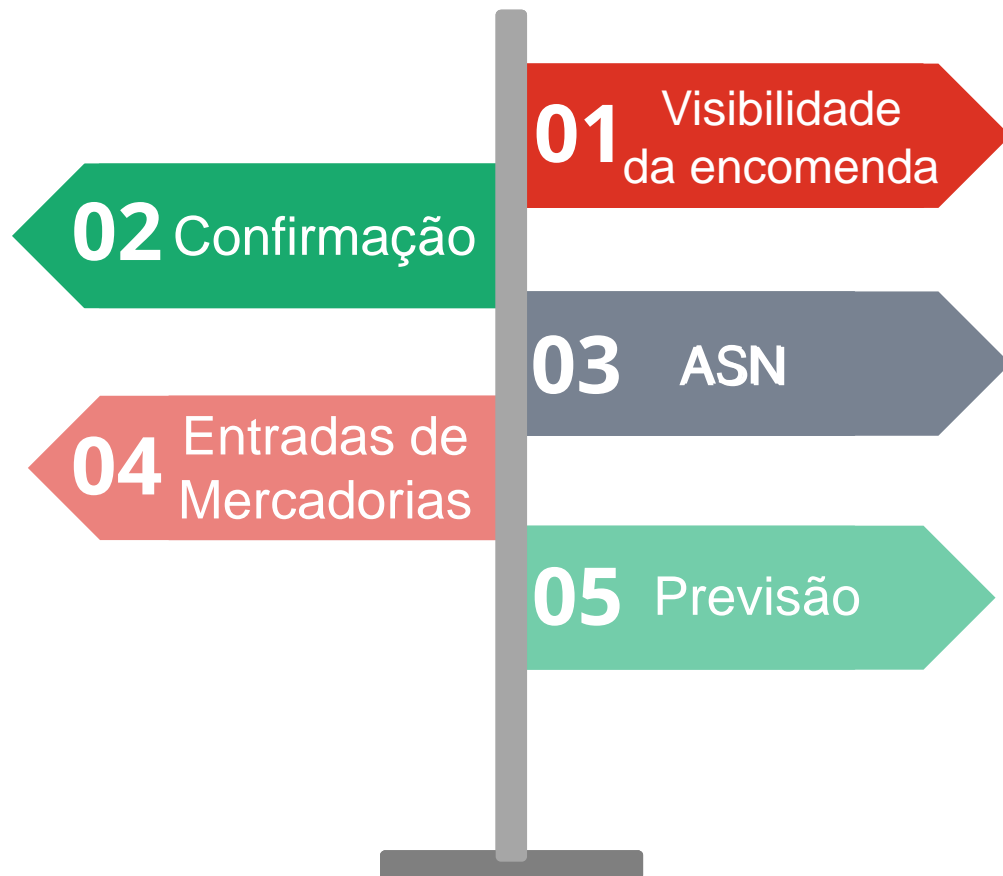 01 Visibilidade
da encomenda
02 Confirmação
03 ASN
04 Entradas de
Mercadorias
05 Previsão